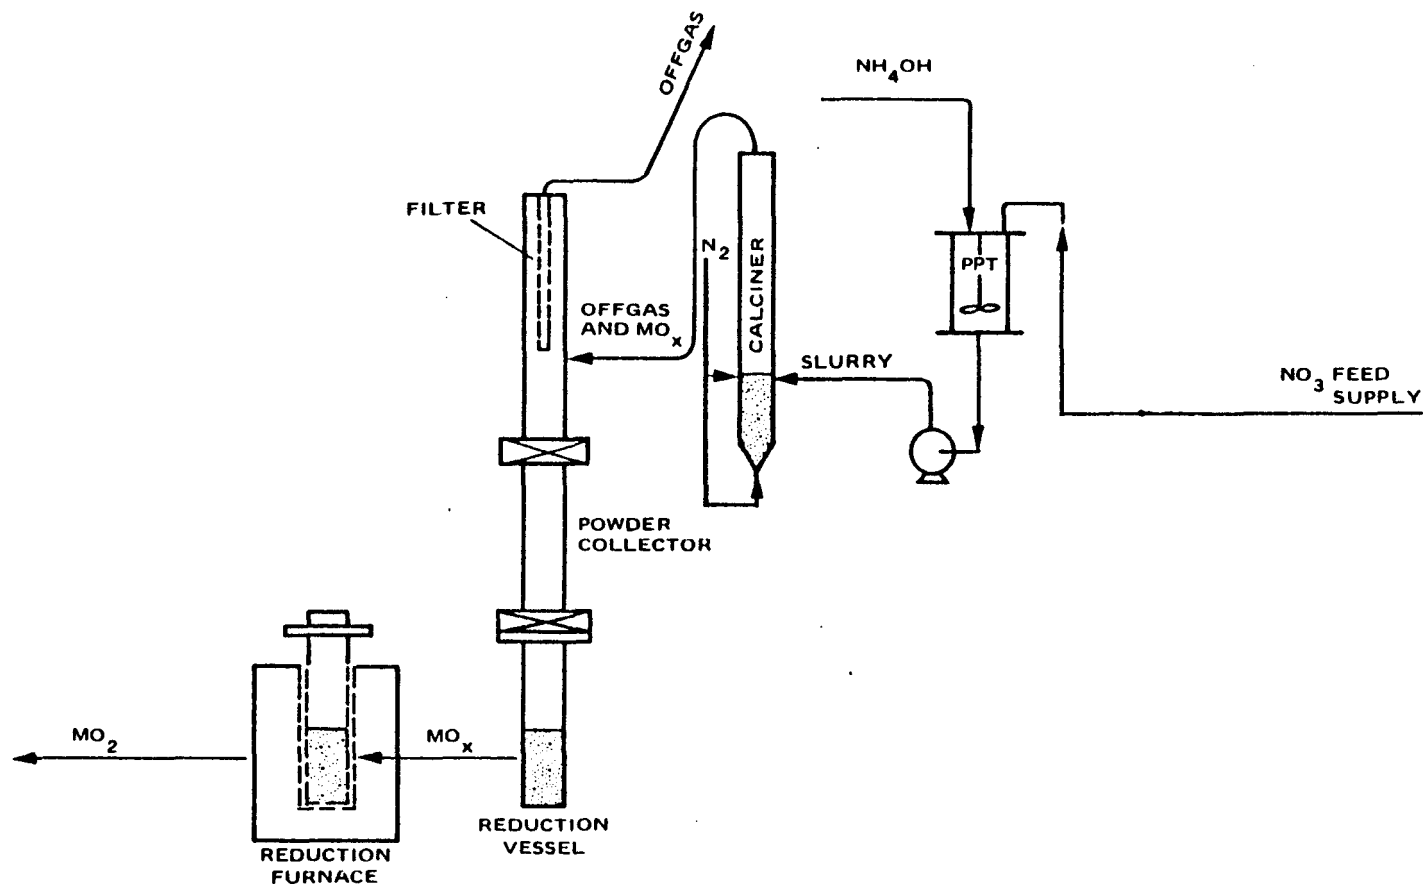 OFFGAS
NH4OH
FILTER
N2
CALCINER
PPT
OFFGAS
AND MOx
SLURRY
NO3 FEED
SUPPLY
POWDER
COLLECTOR
MO2
MOx
REDUCTION
VESSEL
REDUCTION
FURNACE